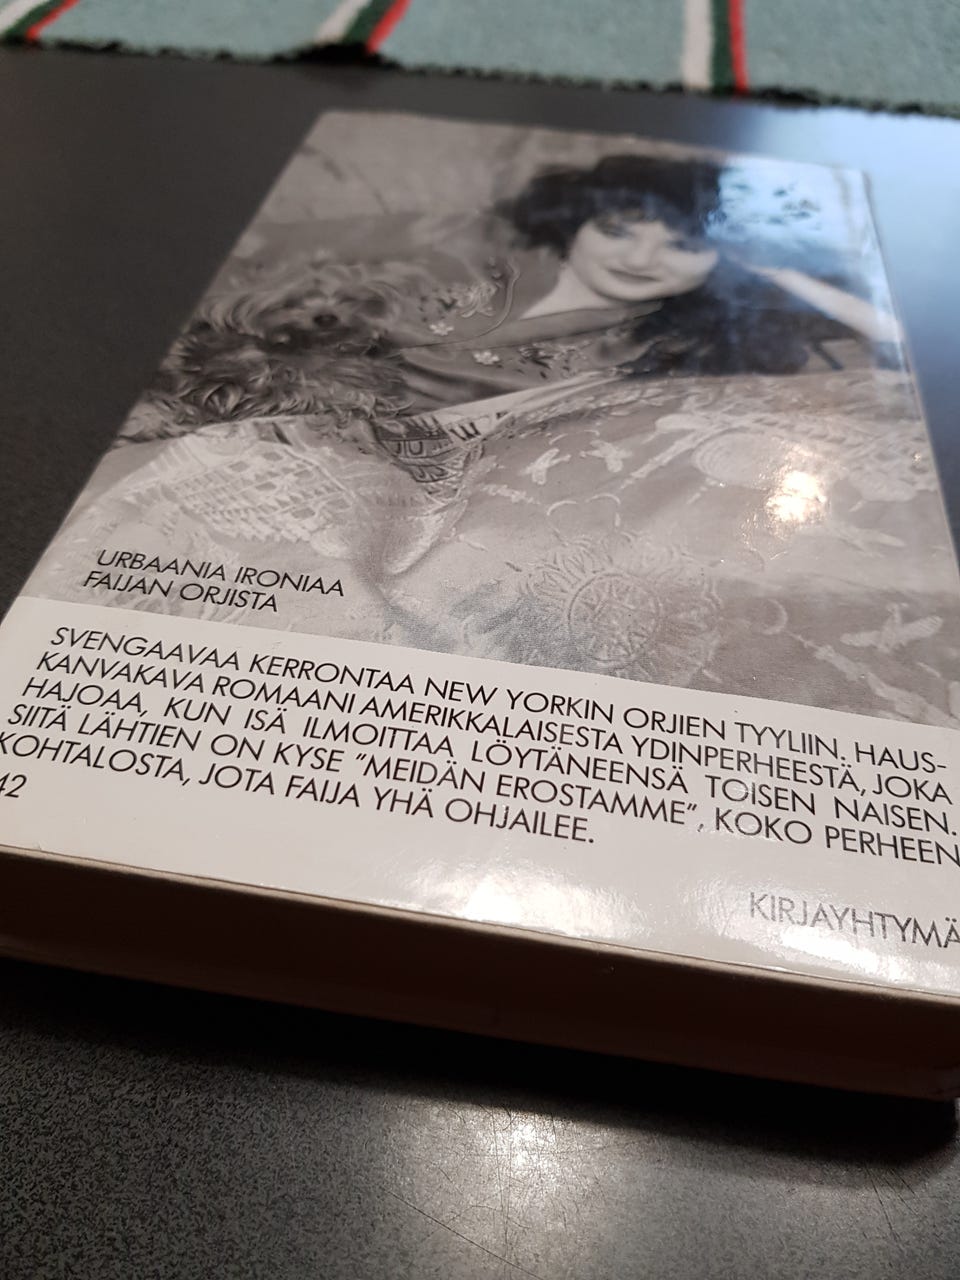 URBAANIA IRONIAA
FAIJAN ORJISTA
SVENGAAVAA KERRONTAA NEW YORKIN ORJIEN TYYLIIN. HAUS-
KANVAKAVA ROMAANI AMERIKKALAISESTA YDINPERHEESTÄ, JOKA
HAJOAA, KUN ISÄ ILMOITTAA LÖYTÄNEENSÄ TOISEN NAISEN.
SIITÄ LÄHTIEN ON KYSE "MEIDÄN EROSTAMME", KOKO PERHEEN
KOHTALOSTA, JOTA FAIJA YHÄ OHJAILEE.
42
KIRJAYHTYMÄ